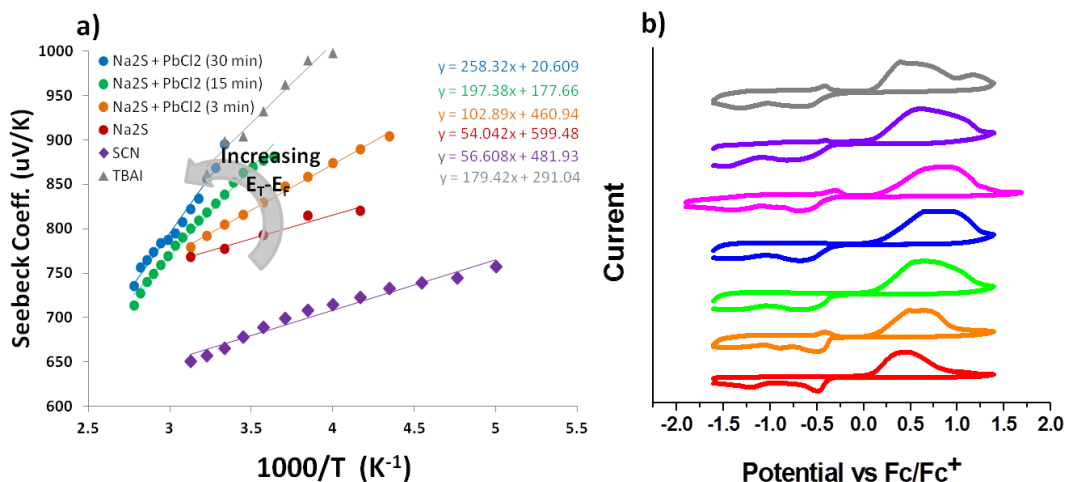 a)
Seebeck Coeff. (uV/K)
1000
950
900
850
800
750
700
650
600
Na2S + PbCl2 (30 min)
Na2S + PbCl2 (15 min)
Na2S + PbCl2 (3 min)
Na2S
SCN
TBAI
Increasing
E_T-E_F
y = 258.32x + 20.609
y = 197.38x + 177.66
y = 102.89x + 460.94
y = 54.042x + 599.48
y = 56.608x + 481.93
y = 179.42x + 291.04
2.5 3 3.5 4 4.5 5 5.5
1000/T (K⁻¹)
b)
Current
-2.0 -1.5 -1.0 -0.5 0.0 0.5 1.0 1.5 2.0
Potential vs Fc/Fc⁺